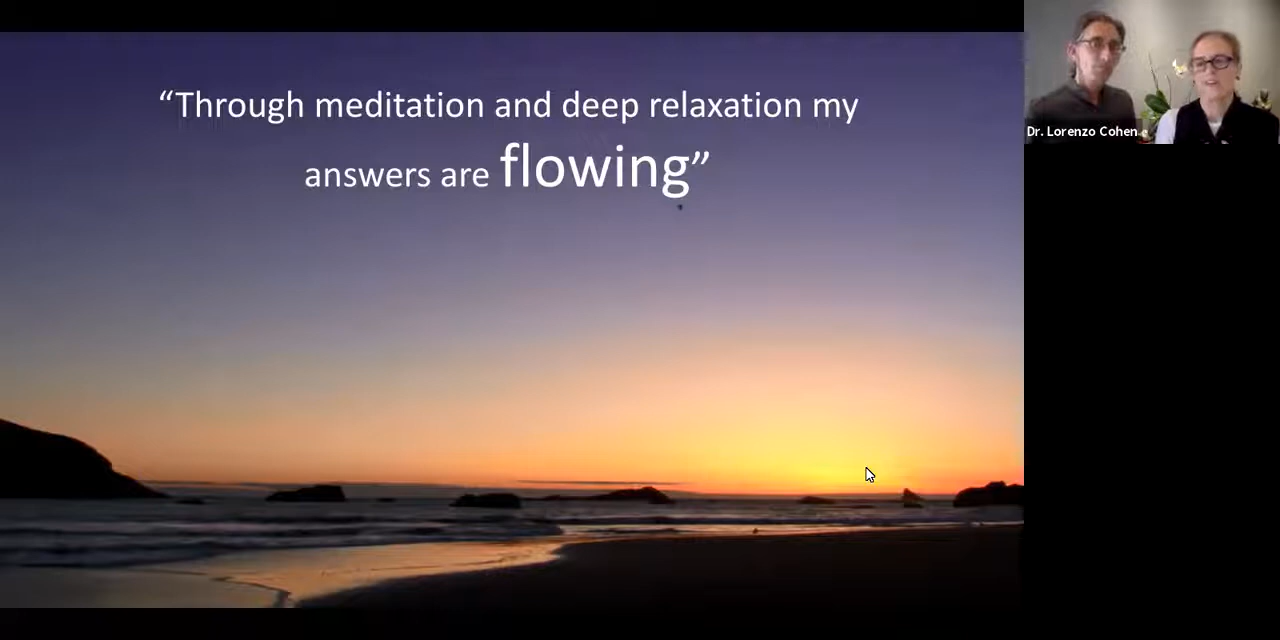 “Through meditation and deep relaxation my
answers are flowing”
Dr. Lorenzo Cohen